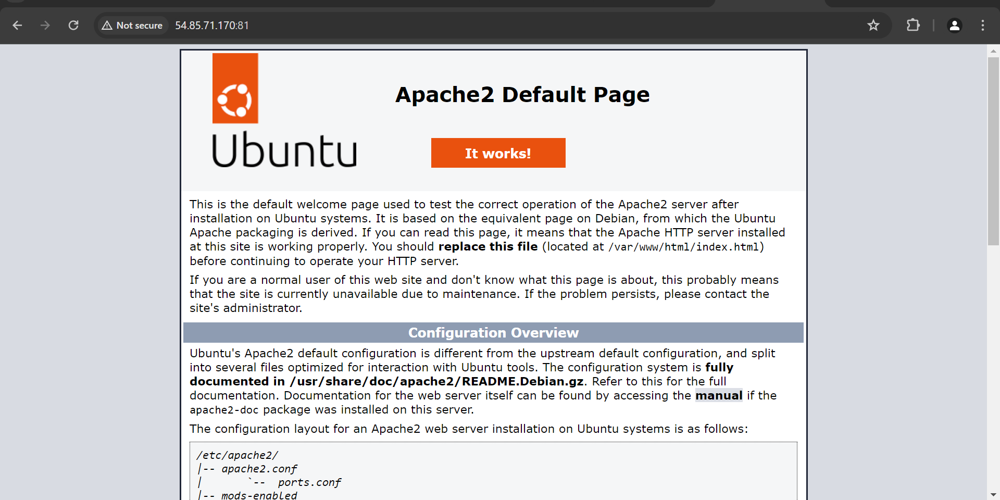 Not secure 54.85.71.170:81
Apache2 Default Page
Ubuntu
It works!
This is the default welcome page used to test the correct operation of the Apache2 server after
installation on Ubuntu systems. It is based on the equivalent page on Debian, from which the Ubuntu
Apache packaging is derived. If you can read this page, it means that the Apache HTTP server installed
at this site is working properly. You should replace this file (located at /var/www/html/index.html)
before continuing to operate your HTTP server.
If you are a normal user of this web site and don't know what this page is about, this probably means
that the site is currently unavailable due to maintenance. If the problem persists, please contact the
site's administrator.
Configuration Overview
Ubuntu's Apache2 default configuration is different from the upstream default configuration, and split
into several files optimized for interaction with Ubuntu tools. The configuration system is fully
documented in /usr/share/doc/apache2/README.Debian.gz. Refer to this for the full
documentation. Documentation for the web server itself can be found by accessing the manual if the
apache2-doc package was installed on this server.
The configuration layout for an Apache2 web server installation on Ubuntu systems is as follows:
/etc/apache2/
|-- apache2.conf
|       `--  ports.conf
|-- mods-enabled